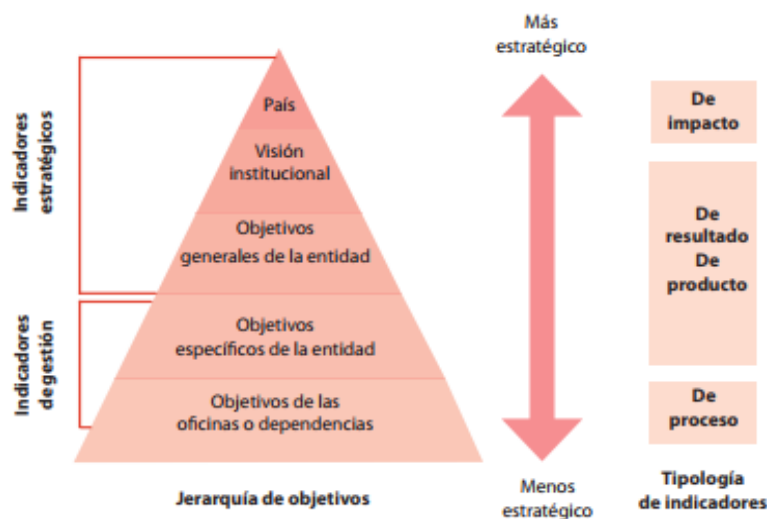 Más
estratégico
Indicadores
estratégicos
País
Visión
institucional
Objetivos
generales de la entidad
Indicadores
degestión
Objetivos
específicos de la entidad
Objetivos de las
oficinas o dependencias
Jerarquía de objetivos
Menos
estratégico
De
impacto
De
resultado
De
producto
De
proceso
Tipología
de indicadores